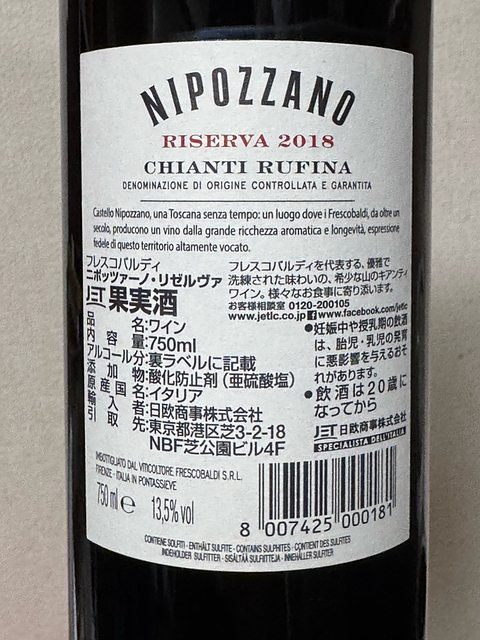 NIPOZZANO
RISERVA 2018
CHIANTI RUFINA
DENOMINAZIONE DI ORIGINE CONTROLLATA E GARANTITA
Castello Nipozzano, una Toscana senza tempo: un luogo dove i Frescobaldi, da oltre un
secolo, producono un vino dalla grande ricchezza aromatica e longevità, espressione
fedele di questo territorio altamente vocato.
フレスコバルディ
ニポッツァーノ・リゼルヴァ
JET 果実酒
品名:ワイン
内容量:750ml
アルコール分:裏ラベルに記載
添加物:酸化防止剤(亜硫酸塩)
原産国名:イタリア
輸入者:日欧商事株式会社
引取先:東京都港区芝3-2-18
NBF芝公園ビル4F
フレスコバルディを代表する、優雅で
洗練された味わいの、希少な山のキアンティ
ワイン。様々なお食事に寄り添います。
お客様相談室 0120-200105
www.jetlc.co.jp f www.facebook.com/jetlc
●妊娠中や授乳期の飲酒
は、胎児・乳児の発育
に悪影響を与えるおそ
れがあります。
●飲酒は20歳に
なってから
JET 日欧商事株式会社
SPECIALISTA DELL'ITALIA
IMBOTTIGLIATO DAL VITICOLTORE FRESCOBALDI S.R.L.
FIRENZE - ITALIA IN PONTASSIEVE
750 ml ℮ 13,5% vol
8 007425 000181
CONTIENE SOLFITI - ENTHÄLT SULFITE - CONTAINS SULPHITES - CONTIENT DES SULFITES
INDEHOLDER SULFITTER - SISÄLTÄÄ SULFIITTEJA - INNEHÅLLER SULFITER